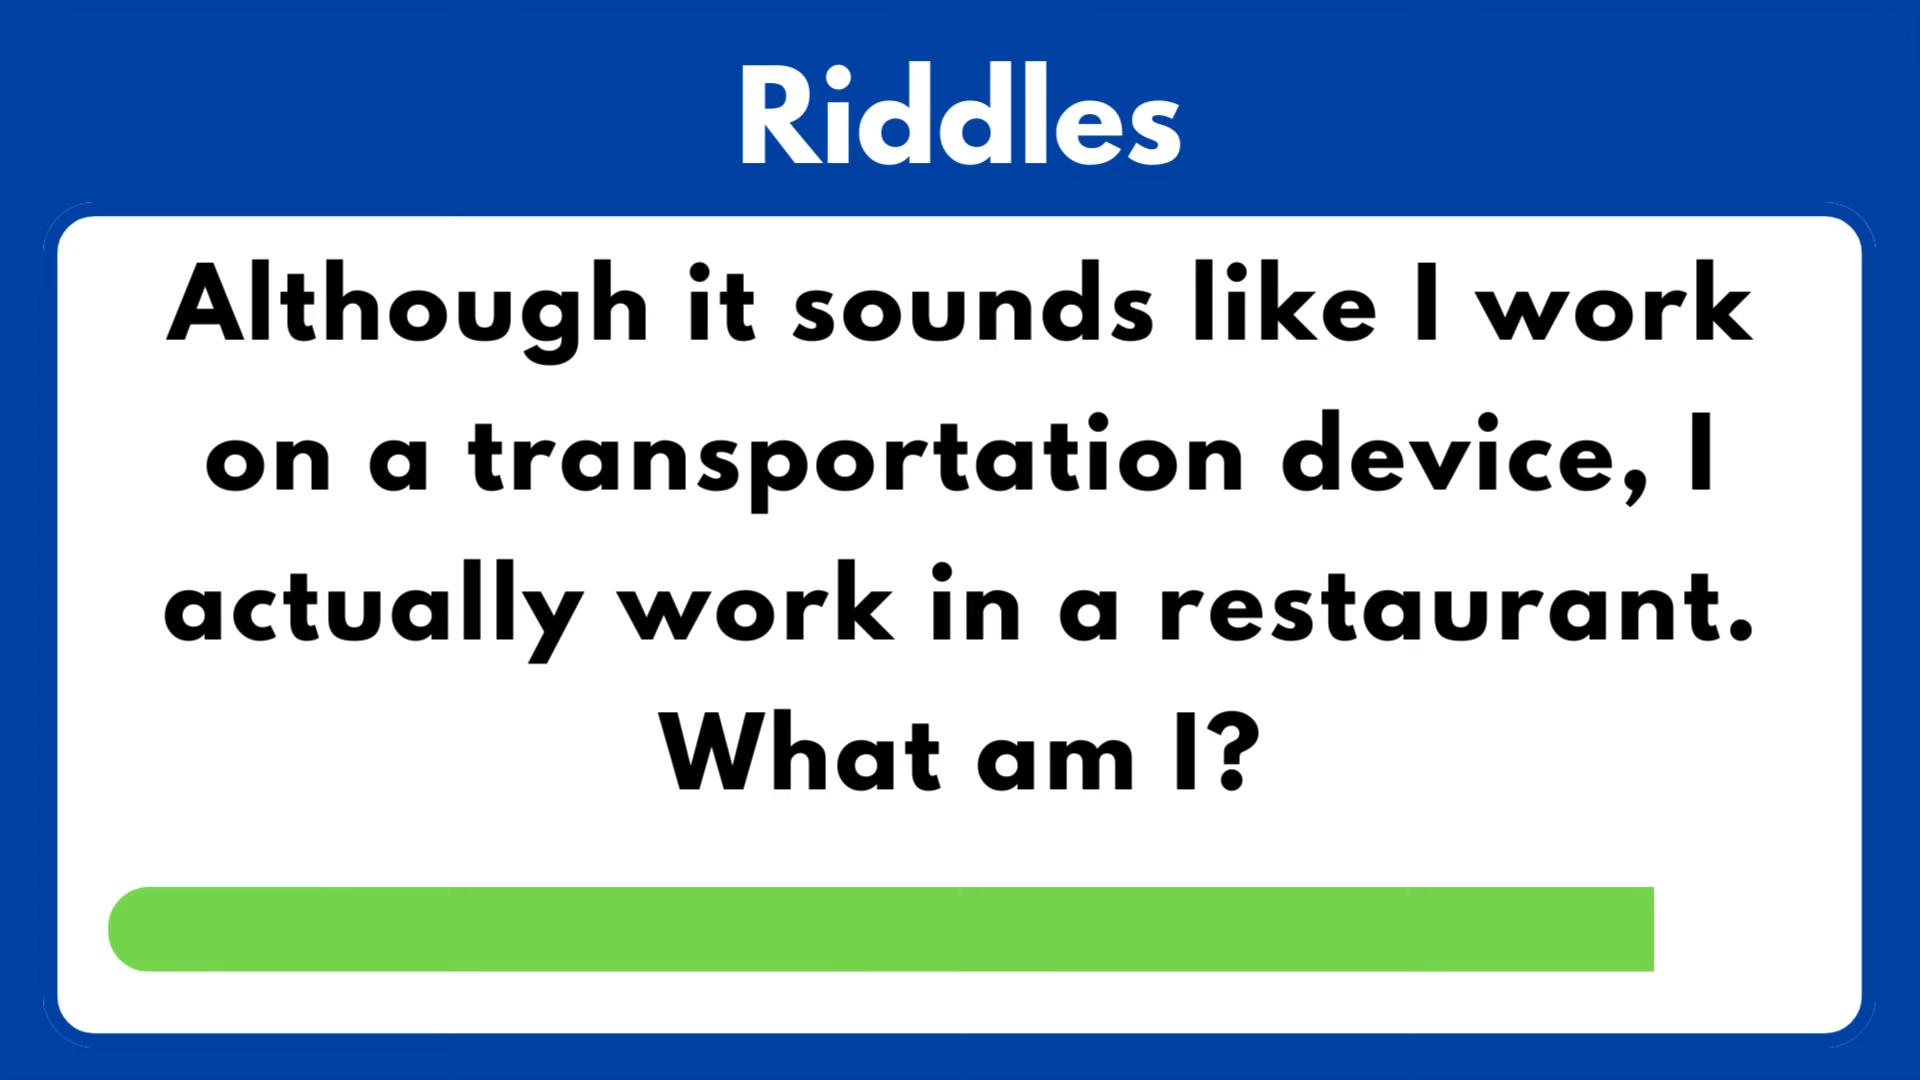 Riddles
Although it sounds like I work
on a transportation device, I
actually work in a restaurant.
What am I?